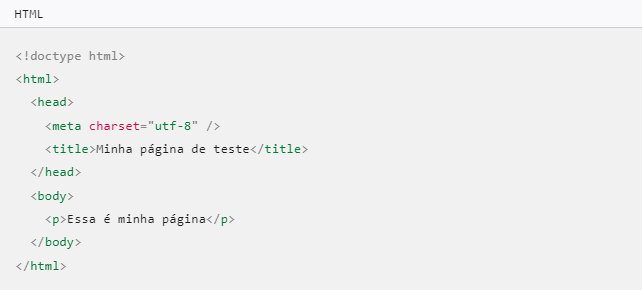 HTML
<!doctype html>
<html>
<head>
<meta charset="utf-8" />
<title>Minha página de teste</title>
</head>
<body>
<p>Essa é minha página</p>
</body>
</html>